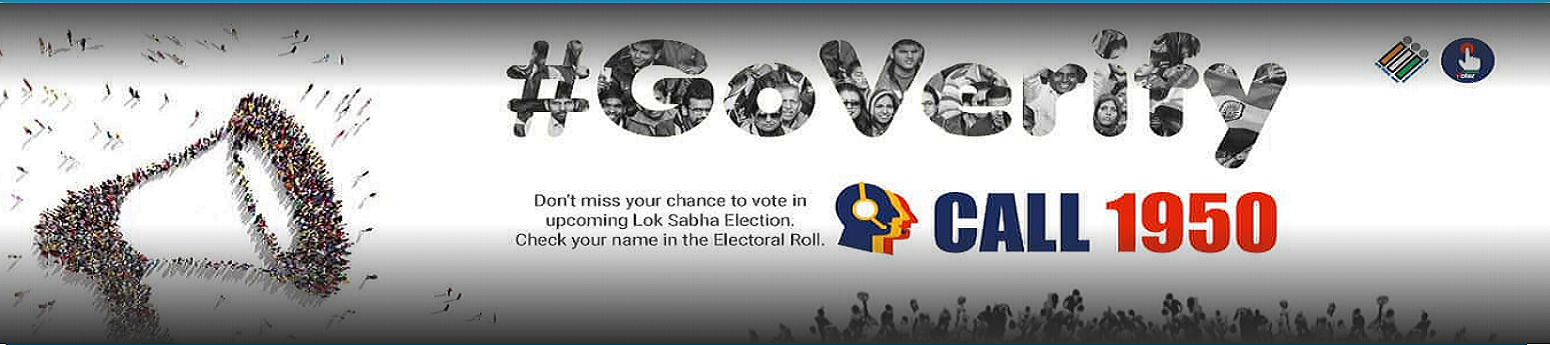 #GoVerify
Don't miss your chance to vote in
upcoming Lok Sabha Election.
Check your name in the Electoral Roll.
CALL 1950